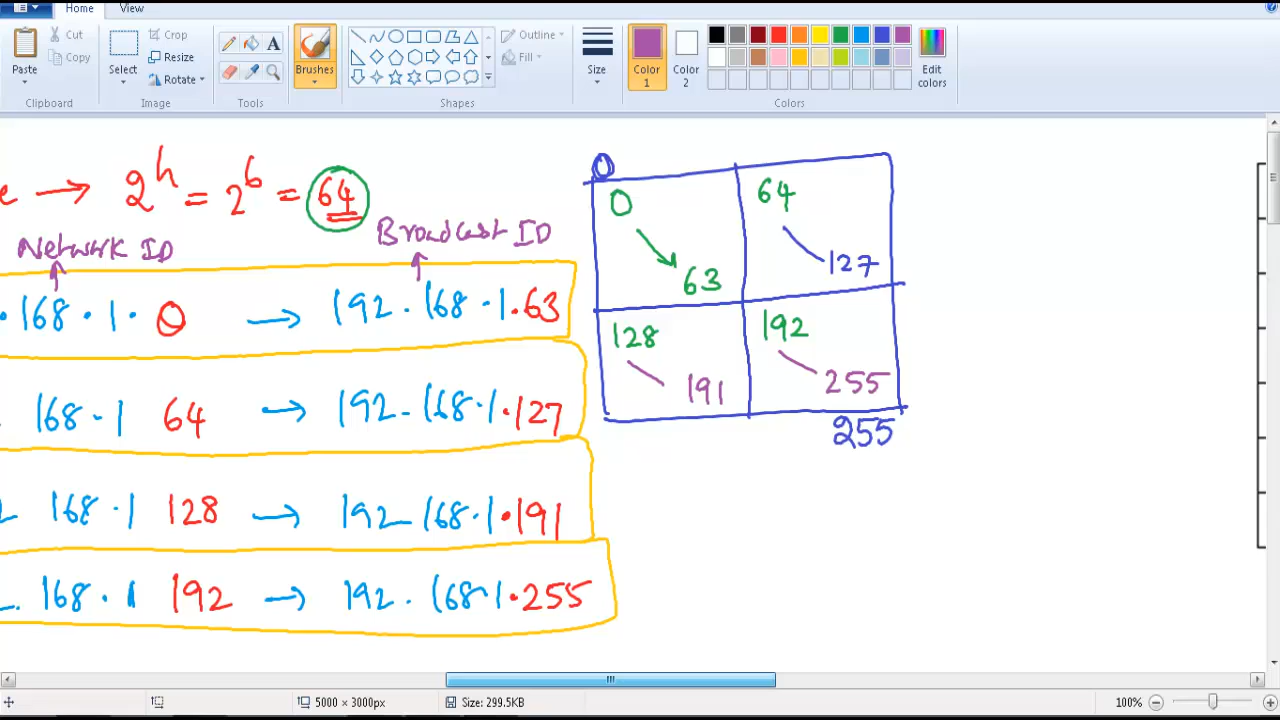 Home View
Paste
Cut
Copy
Clipboard
Select
Crop
Resize
Rotate
Image
A
Tools
Brushes
Shapes
Outline
Fill
Size
Color 1
Color 2
Edit colors
Colors
e → 2^h = 2^6 = 64
Network ID
Broadcast ID
.168.1.0 → 192.168.1.63
168.1 64 → 192.168.1.127
168.1 128 → 192.168.1.191
168.1 192 → 192.168.1.255
0
0 63
64 127
128 191
192 255
255
5000 × 3000px
Size: 299.5KB
100%